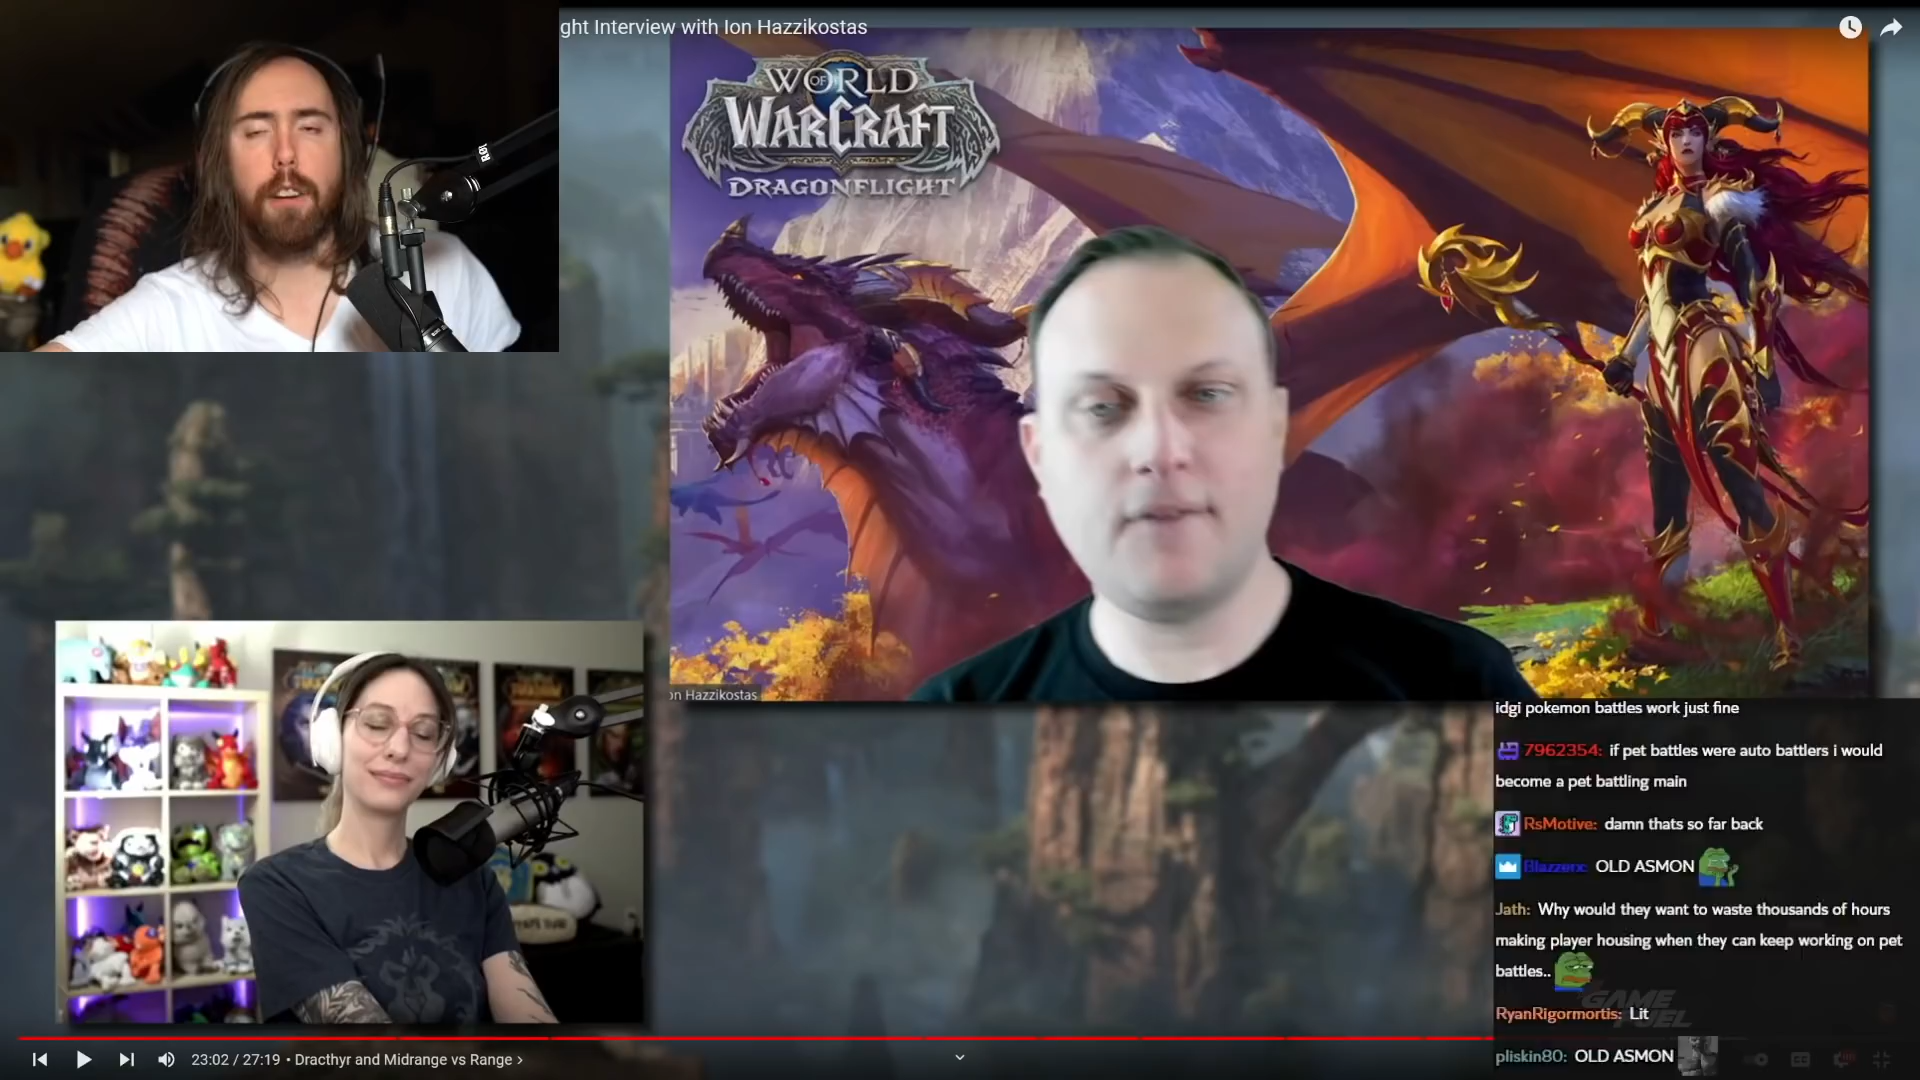 ght Interview with Ion Hazzikostas
WORLD
OF
WARCRAFT
DRAGONFLIGHT
on Hazzikostas
idgi pokemon battles work just fine
7962354: if pet battles were auto battlers i would
become a pet battling main
RsMotive: damn thats so far back
Blazzerx: OLD ASMON
Jath: Why would they want to waste thousands of hours
making player housing when they can keep working on pet
battles..
GAME
FUEL
RyanRigormortis: Lit
pliskin80: OLD ASMON
23:02 / 27:19 • Dracthyr and Midrange vs Range >